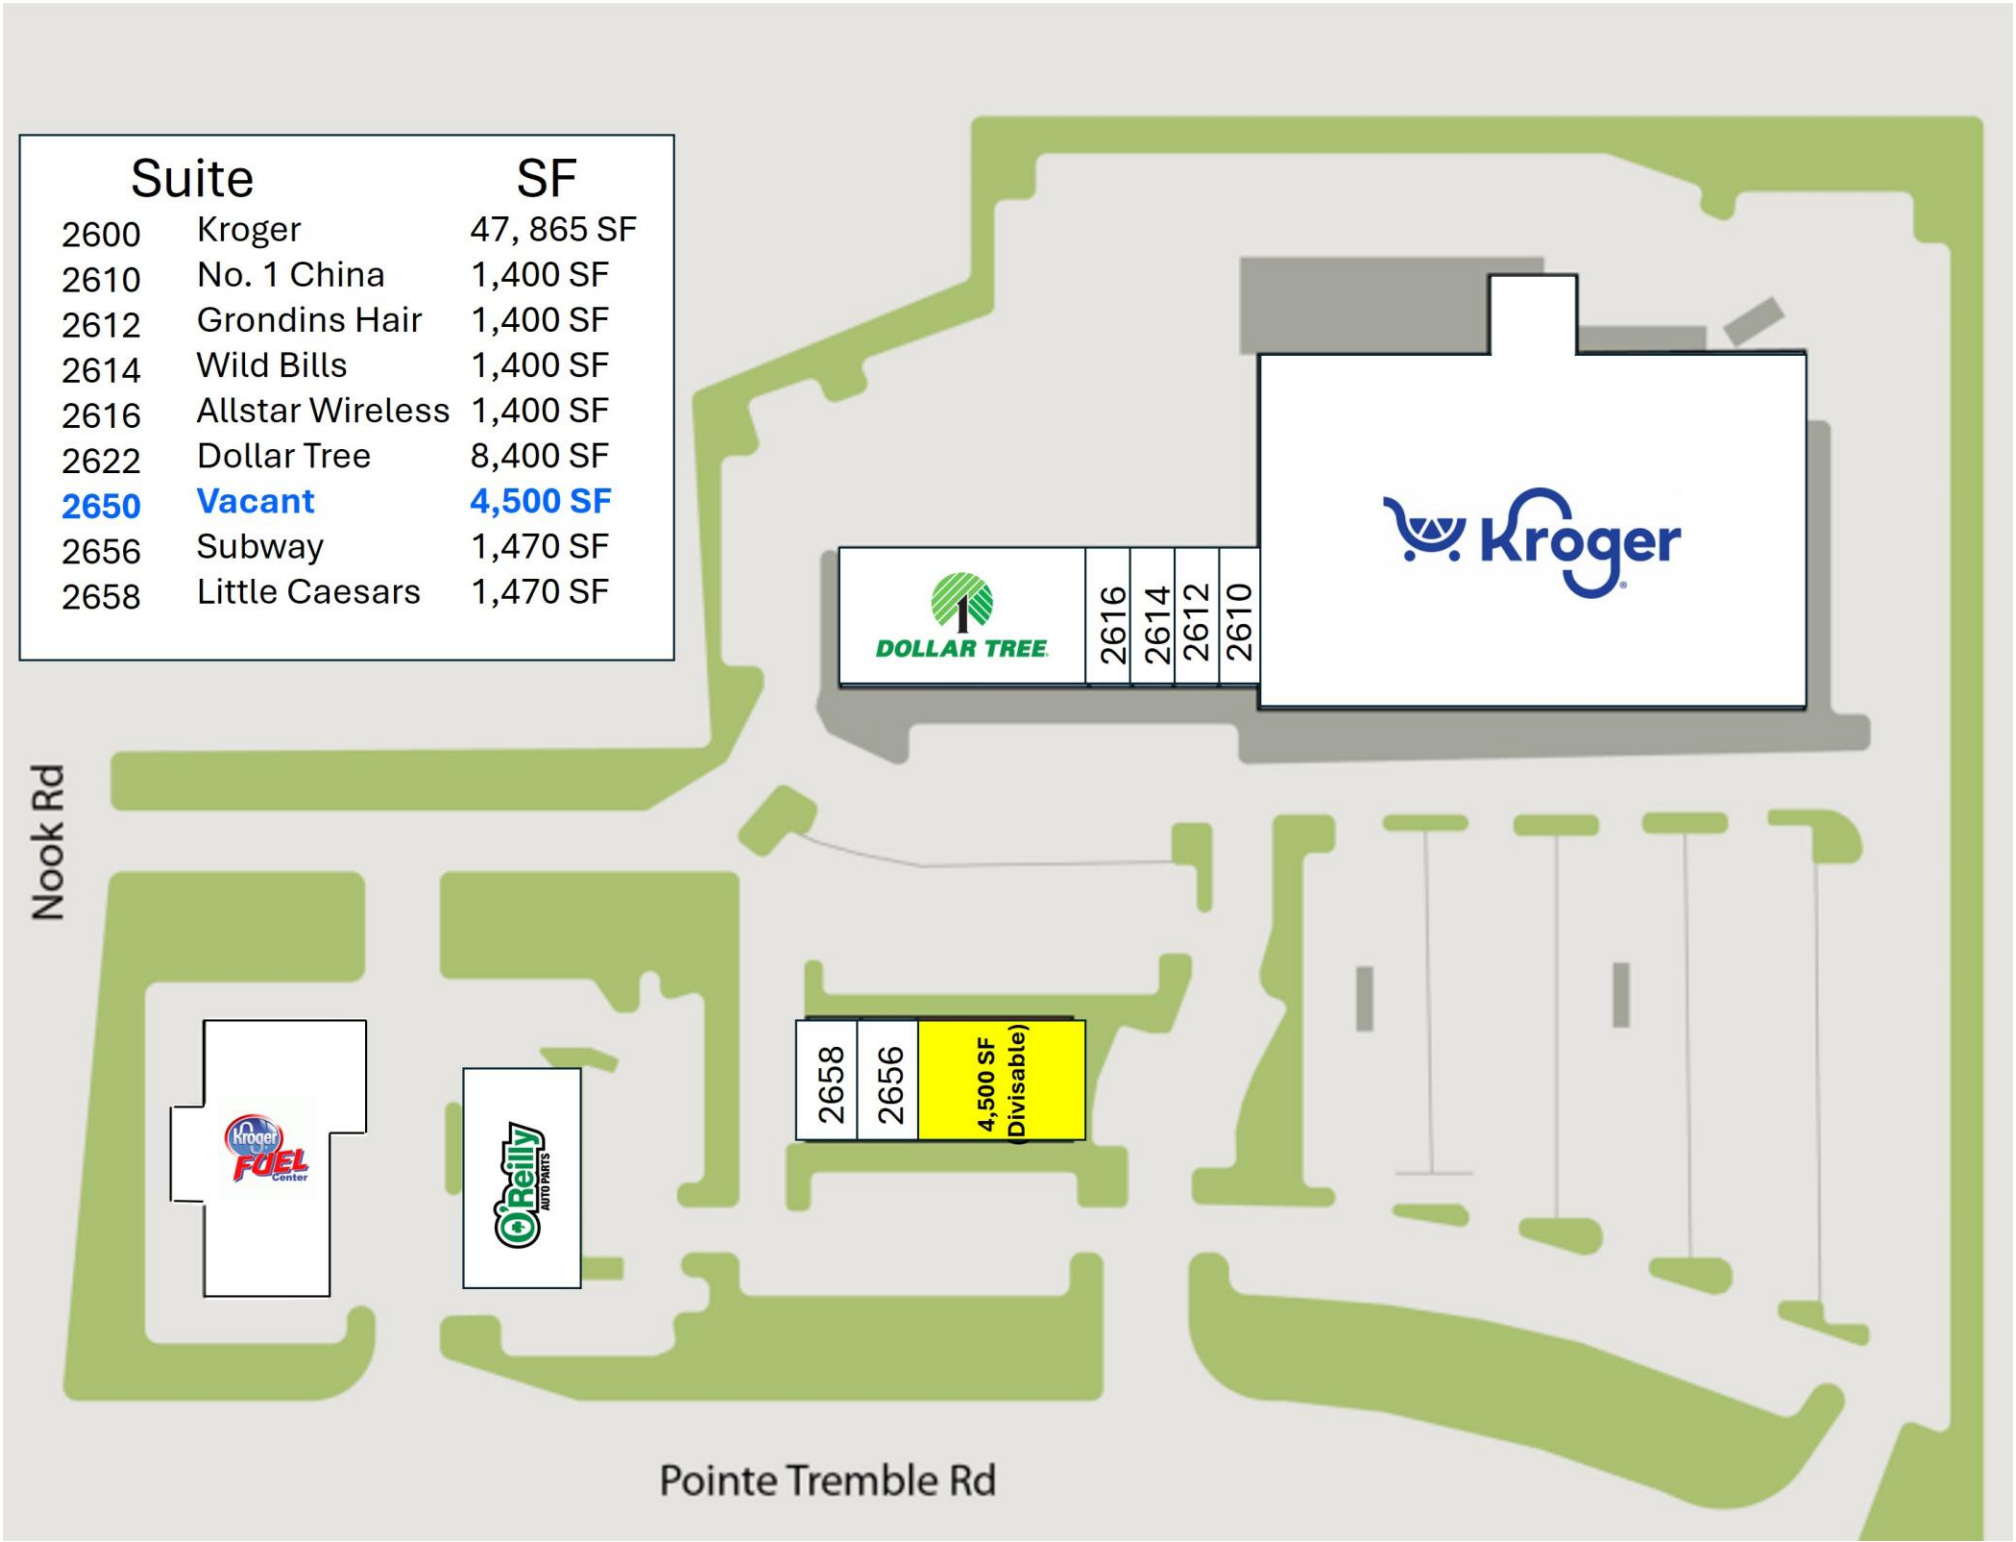 Suite SF
2600 Kroger 47, 865 SF
2610 No. 1 China 1,400 SF
2612 Grondins Hair 1,400 SF
2614 Wild Bills 1,400 SF
2616 Allstar Wireless 1,400 SF
2622 Dollar Tree 8,400 SF
2650 Vacant 4,500 SF
2656 Subway 1,470 SF
2658 Little Caesars 1,470 SF
Kroger
DOLLAR TREE
2616
2614
2612
2610
Nook Rd
2658
2656
4,500 SF
(Divisable)
Kroger
FUEL
Center
O'Reilly
AUTO PARTS
Pointe Tremble Rd